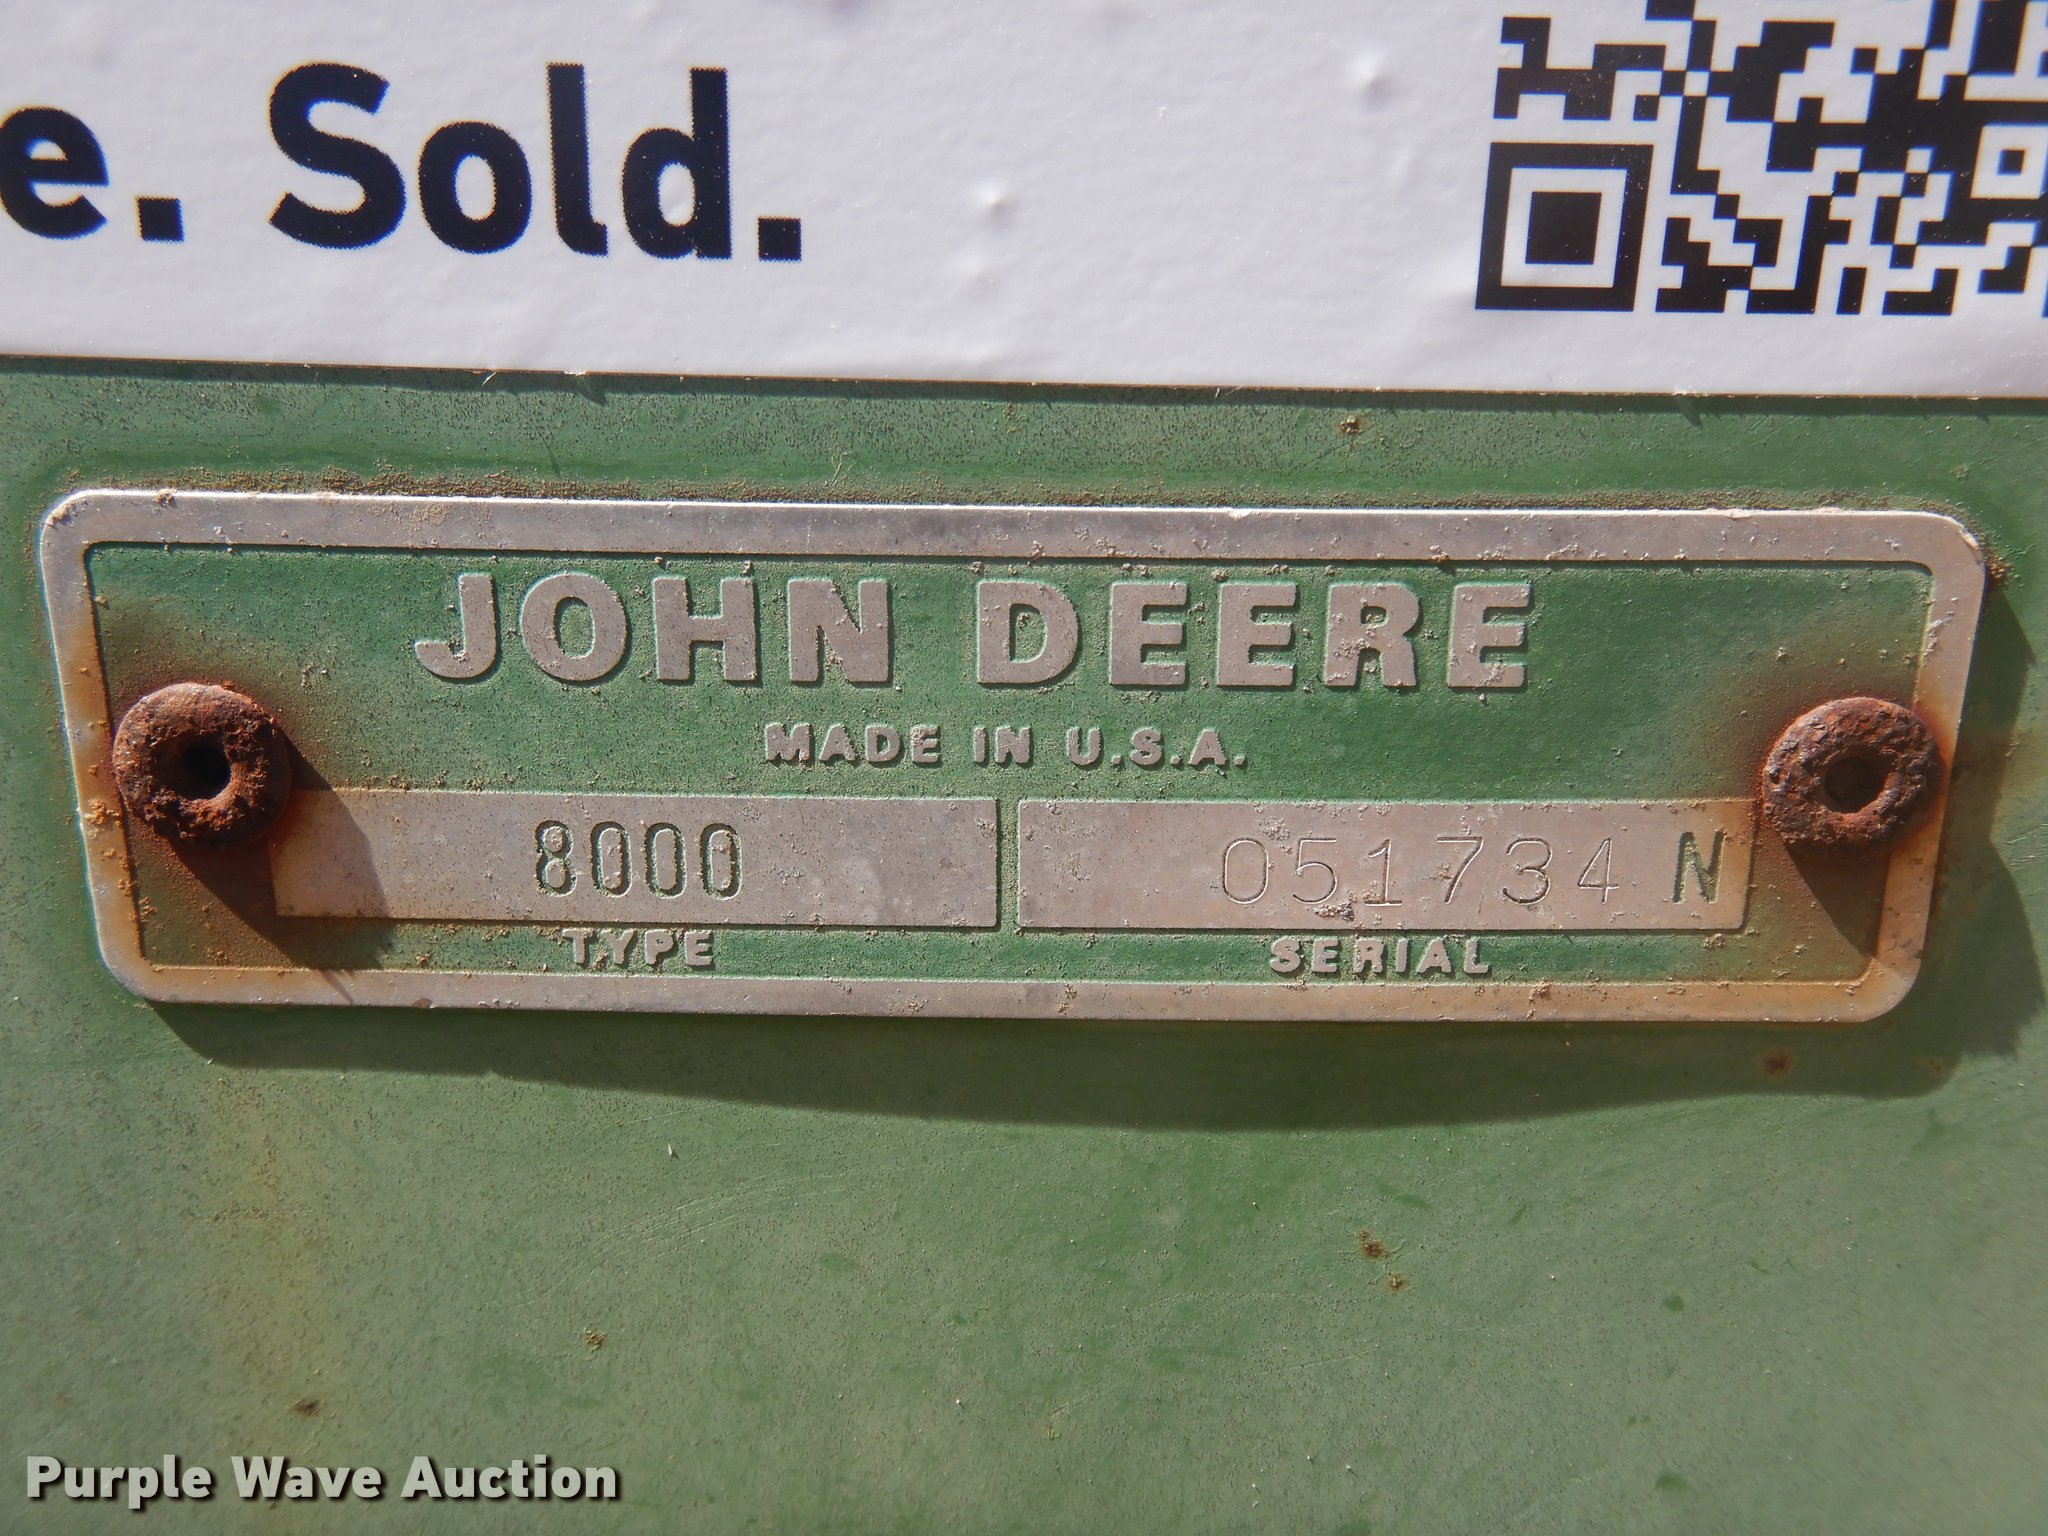 e. Sold.
JOHN DEERE
MADE IN U.S.A.
8000
051734 N
TYPE
SERIAL
Purple Wave Auction